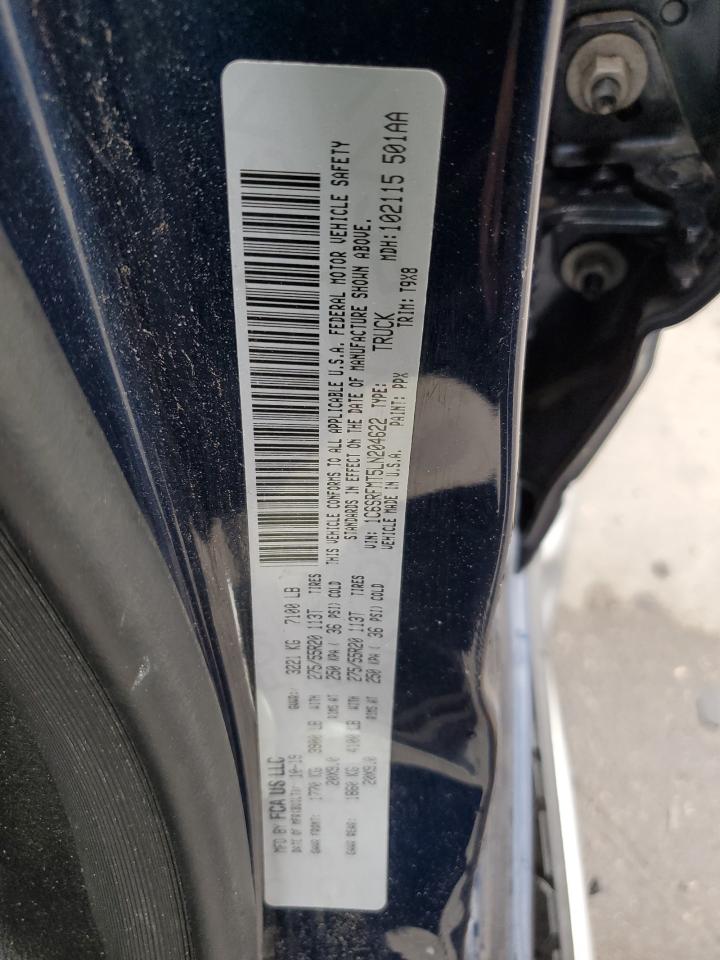 MFD BY FCA US LLC
DATE OF MFR(BUILT): 10-19 GVWR: 3221 KG 7100 LB
GAWR FRONT: 1770 KG 3900 LB WITH 275/55R20 113T TIRES
20X9.0 RIMS AT 250 KPA ( 36 PSI) COLD
GAWR REAR: 1860 KG 4100 LB WITH 275/55R20 113T TIRES
20X9.0 RIMS AT 250 KPA ( 36 PSI) COLD
THIS VEHICLE CONFORMS TO ALL APPLICABLE U.S.A. FEDERAL MOTOR VEHICLE SAFETY
STANDARDS IN EFFECT ON THE DATE OF MANUFACTURE SHOWN ABOVE.
VIN: 1C6SRFMT5LN204622 TYPE: TRUCK MDH:102115 501AA
VEHICLE MADE IN U.S.A. PAINT: PPX TRIM: T9X8